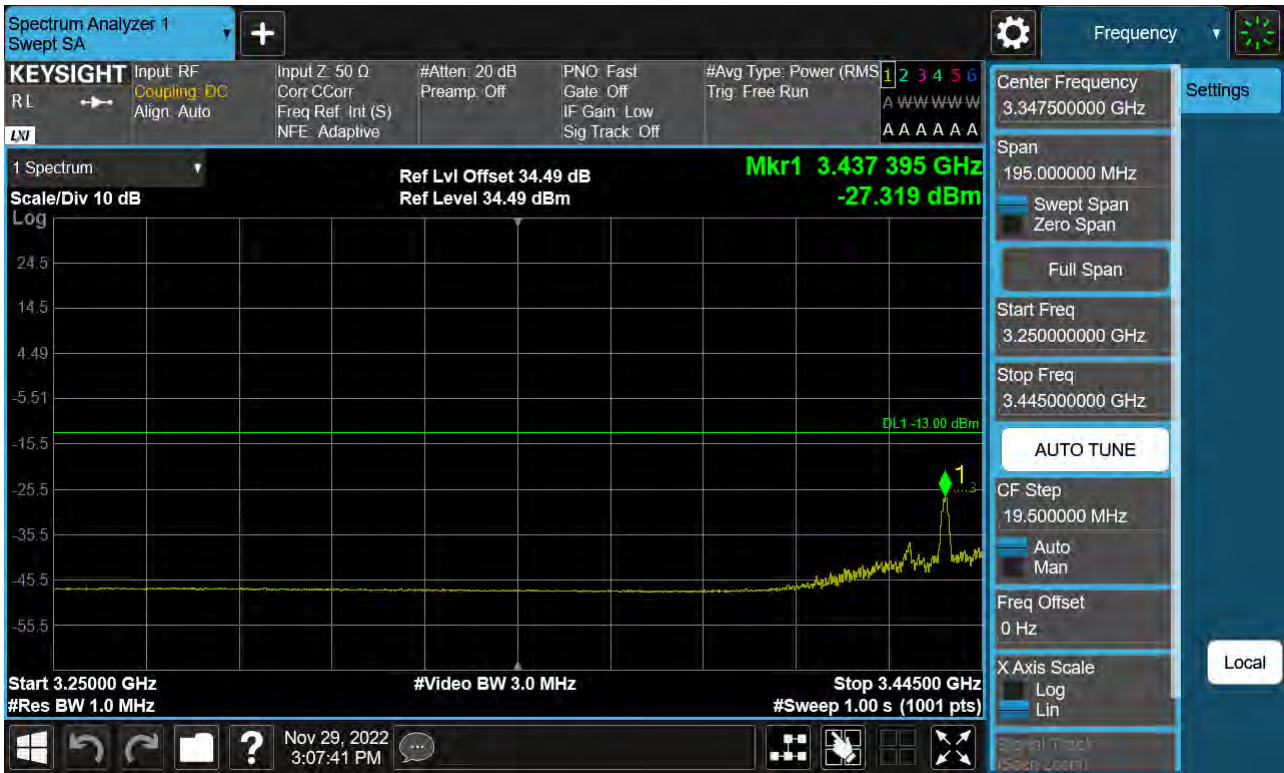 Spectrum Analyzer 1
Swept SA
+
Frequency
KEYSIGHT
RL
LXI
Input: RF
Coupling: DC
Align: Auto
Input Z: 50 Ω
Corr CCorr
Freq Ref: Int (S)
NFE: Adaptive
#Atten: 20 dB
Preamp: Off
PNO: Fast
Gate: Off
IF Gain: Low
Sig Track: Off
#Avg Type: Power (RMS
Trig: Free Run
1 2 3 4 5 6
A W W W W W
A A A A A A
1 Spectrum
Scale/Div 10 dB
Log
Ref Lvl Offset 34.49 dB
Ref Level 34.49 dBm
Mkr1 3.437 395 GHz
-27.319 dBm
24.5
14.5
4.49
-5.51
-15.5
-25.5
-35.5
-45.5
-55.5
DL1 -13.00 dBm
1
Start 3.25000 GHz
#Res BW 1.0 MHz
#Video BW 3.0 MHz
Stop 3.44500 GHz
#Sweep 1.00 s (1001 pts)
Center Frequency
3.347500000 GHz
Span
195.000000 MHz
Swept Span
Zero Span
Full Span
Start Freq
3.250000000 GHz
Stop Freq
3.445000000 GHz
AUTO TUNE
CF Step
19.500000 MHz
Auto
Man
Freq Offset
0 Hz
X Axis Scale
Log
Lin
Signal Track
(Span Zoom)
Settings
Local
?
Nov 29, 2022
3:07:41 PM